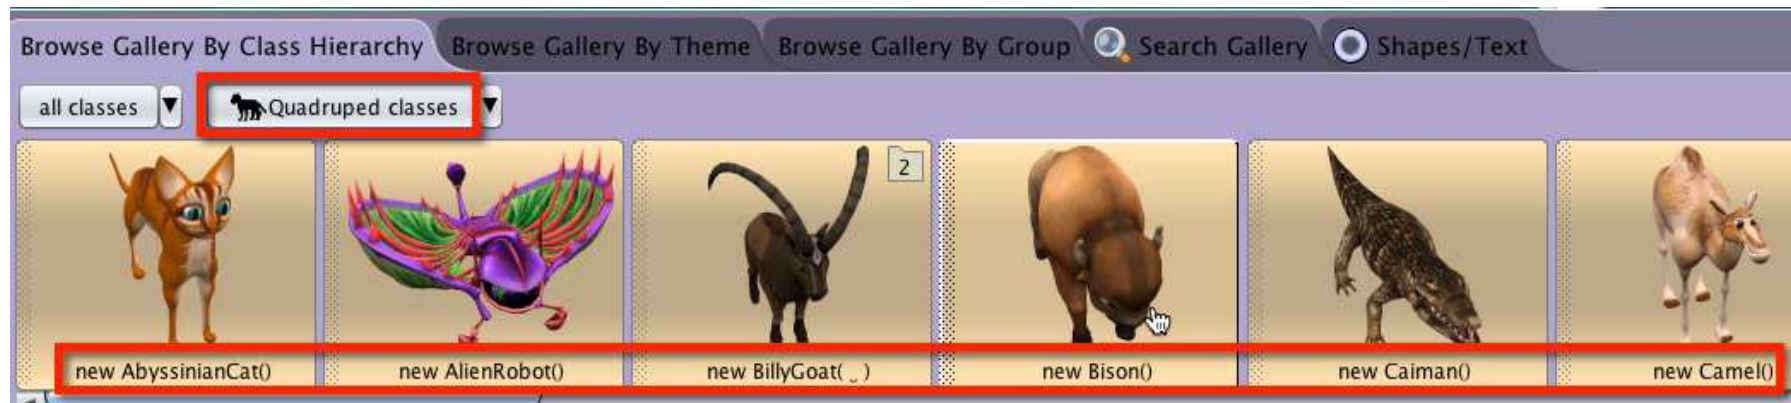 Browse Gallery By Class Hierarchy Browse Gallery By Theme Browse Gallery By Group Search Gallery Shapes/Text
all classes Quadruped classes
2
new AbyssinianCat() new AlienRobot() new BillyGoat( ˽ ) new Bison() new Caiman() new Camel()